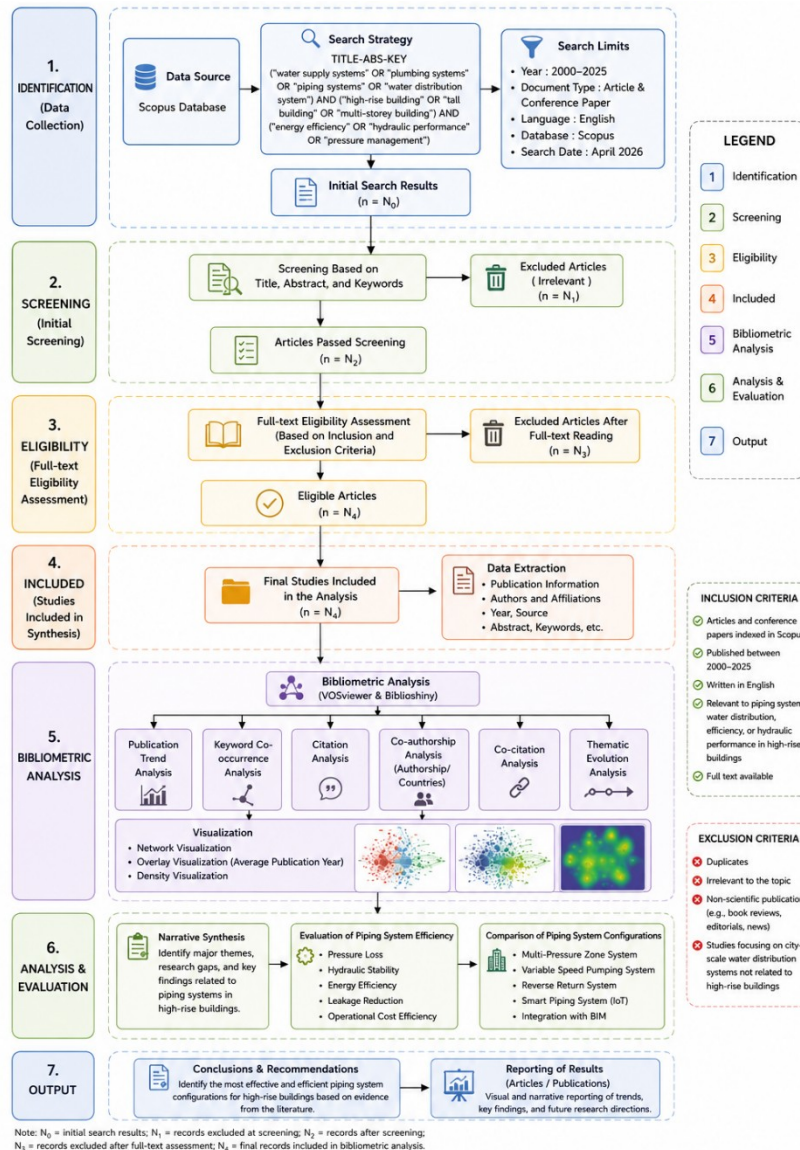 1.
IDENTIFICATION
(Data
Collection)
Data Source
Scopus Database
Search Strategy
TITLE-ABS-KEY
("water supply systems" OR "plumbing systems"
OR "piping systems" OR "water distribution
system") AND ("high-rise building" OR "tall
building" OR "multi-storey building") AND
("energy efficiency" OR "hydraulic performance"
OR "pressure management")
Search Limits
• Year : 2000–2025
• Document Type : Article &
Conference Paper
• Language : English
• Database : Scopus
• Search Date : April 2026
Initial Search Results
(n = N₀)
2.
SCREENING
(Initial
Screening)
Screening Based on
Title, Abstract, and Keywords
Excluded Articles
( Irrelevant )
(n = N₁)
Articles Passed Screening
(n = N₂)
3.
ELIGIBILITY
(Full-text
Eligibility
Assessment)
Full-text Eligibility Assessment
(Based on Inclusion and
Exclusion Criteria)
Excluded Articles After
Full-text Reading
(n = N₃)
Eligible Articles
(n = N₄)
4.
INCLUDED
(Studies
Included in
Synthesis)
Final Studies Included
in the Analysis
(n = N₄)
Data Extraction
• Publication Information
• Authors and Affiliations
• Year, Source
• Abstract, Keywords, etc.
5.
BIBLIOMETRIC
ANALYSIS
Bibliometric Analysis
(VOSviewer & Biblioshiny)
Publication
Trend
Analysis
Keyword Co-
occurrence
Analysis
Citation
Analysis
Co-authorship
Analysis
(Authorship/
Countries)
Co-citation
Analysis
Thematic
Evolution
Analysis
Visualization
• Network Visualization
• Overlay Visualization (Average Publication Year)
• Density Visualization
6.
ANALYSIS &
EVALUATION
Narrative Synthesis
Identify major themes,
research gaps, and key
findings related to
piping systems in
high-rise buildings.
Evaluation of Piping System Efficiency
• Pressure Loss
• Hydraulic Stability
• Energy Efficiency
• Leakage Reduction
• Operational Cost Efficiency
Comparison of Piping System Configurations
• Multi-Pressure Zone System
• Variable Speed Pumping System
• Reverse Return System
• Smart Piping System (IoT)
• Integration with BIM
7.
OUTPUT
Conclusions & Recommendations
Identify the most effective and efficient piping system
configurations for high-rise buildings based on evidence
from the literature.
Reporting of Results
(Articles / Publications)
Visual and narrative reporting of trends,
key findings, and future research directions.
Note: N₀ = initial search results; N₁ = records excluded at screening; N₂ = records after screening;
N₃ = records excluded after full-text assessment; N₄ = final records included in bibliometric analysis.
LEGEND
1 Identification
2 Screening
3 Eligibility
4 Included
5 Bibliometric
Analysis
6 Analysis &
Evaluation
7 Output
INCLUSION CRITERIA
Articles and conference
papers indexed in Scopu
Published between
2000–2025
Written in English
Relevant to piping system
water distribution,
efficiency, or hydraulic
performance in high-rise
buildings
Full text available
EXCLUSION CRITERIA
Duplicates
Irrelevant to the topic
Non-scientific publicatio
(e.g., book reviews,
editorials, news)
Studies focusing on city-
scale water distribution
systems not related to
high-rise buildings